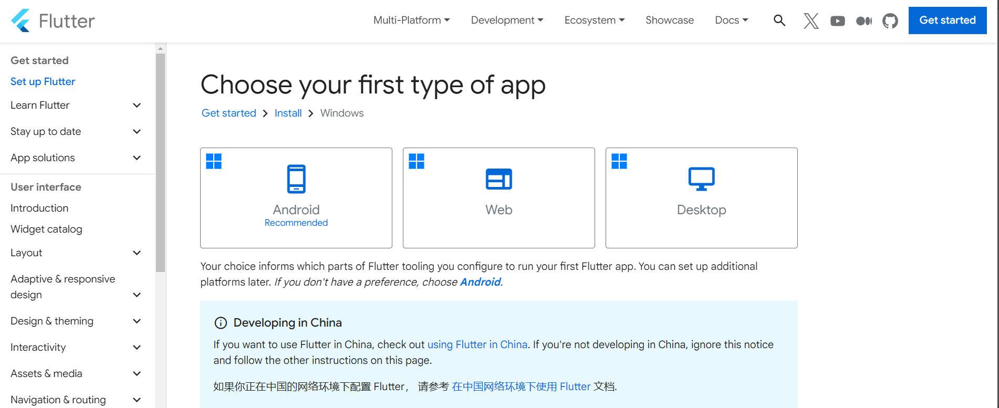 Flutter
Multi-Platform
Development
Ecosystem
Showcase
Docs
Get started
Get started
Set up Flutter
Learn Flutter
Stay up to date
App solutions
User interface
Introduction
Widget catalog
Layout
Adaptive & responsive
design
Design & theming
Interactivity
Assets & media
Navigation & routing
Choose your first type of app
Get started > Install > Windows
Android
Recommended
Web
Desktop
Your choice informs which parts of Flutter tooling you configure to run your first Flutter app. You can set up additional
platforms later. If you don't have a preference, choose Android.
Developing in China
If you want to use Flutter in China, check out using Flutter in China. If you're not developing in China, ignore this notice
and follow the other instructions on this page.
如果你正在中国的网络环境下配置 Flutter， 请参考 在中国网络环境下使用 Flutter 文档.